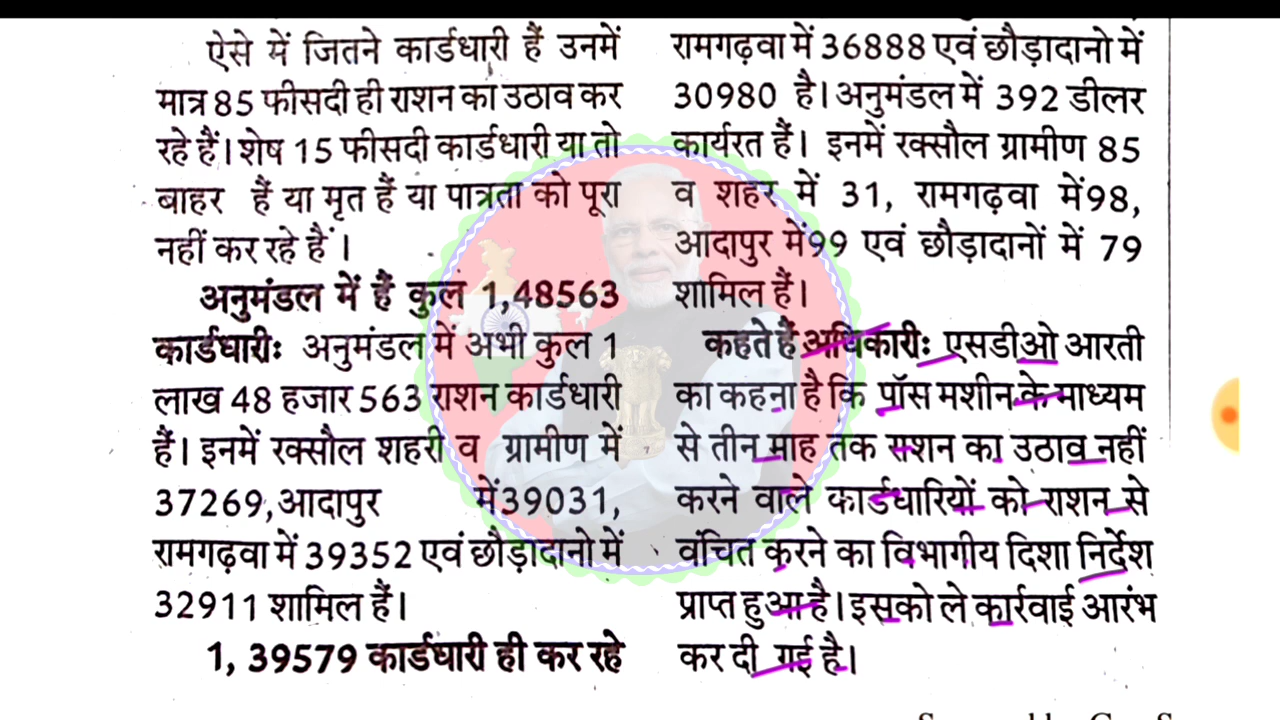 ऐसे में जितने कार्डधारी हैं उनमें
मात्र 85 फीसदी ही राशन का उठाव कर
रहे हैं। शेष 15 फीसदी कार्डधारी या तो
बाहर हैं या मृत हैं या पात्रता को पूरा
नहीं कर रहे हैं ।
अनुमंडल में हैं कुल 1,48563
कार्डधारीः अनुमंडल में अभी कुल 1
लाख 48 हजार 563 राशन कार्डधारी
हैं। इनमें रक्सौल शहरी व ग्रामीण में
37269,आदापुर में39031,
रामगढ़वा में 39352 एवं छौड़ादानो में
32911 शामिल हैं।
1, 39579 कार्डधारी ही कर रहे
रामगढ़वा में 36888 एवं छौड़ादानो में
30980 है। अनुमंडल में 392 डीलर
कार्यरत हैं। इनमें रक्सौल ग्रामीण 85
व शहर में 31, रामगढ़वा में98,
आदापुर में99 एवं छौड़ादानों में 79
शामिल हैं।
कहते हैं अधिकारीः एसडीओ आरती
का कहना है कि पॉस मशीन के माध्यम
से तीन माह तक राशन का उठाव नहीं
करने वाले कार्डधारियों को राशन से
वंचित करने का विभागीय दिशा निर्देश
प्राप्त हुआ है। इसको ले कार्रवाई आरंभ
कर दी गई है।